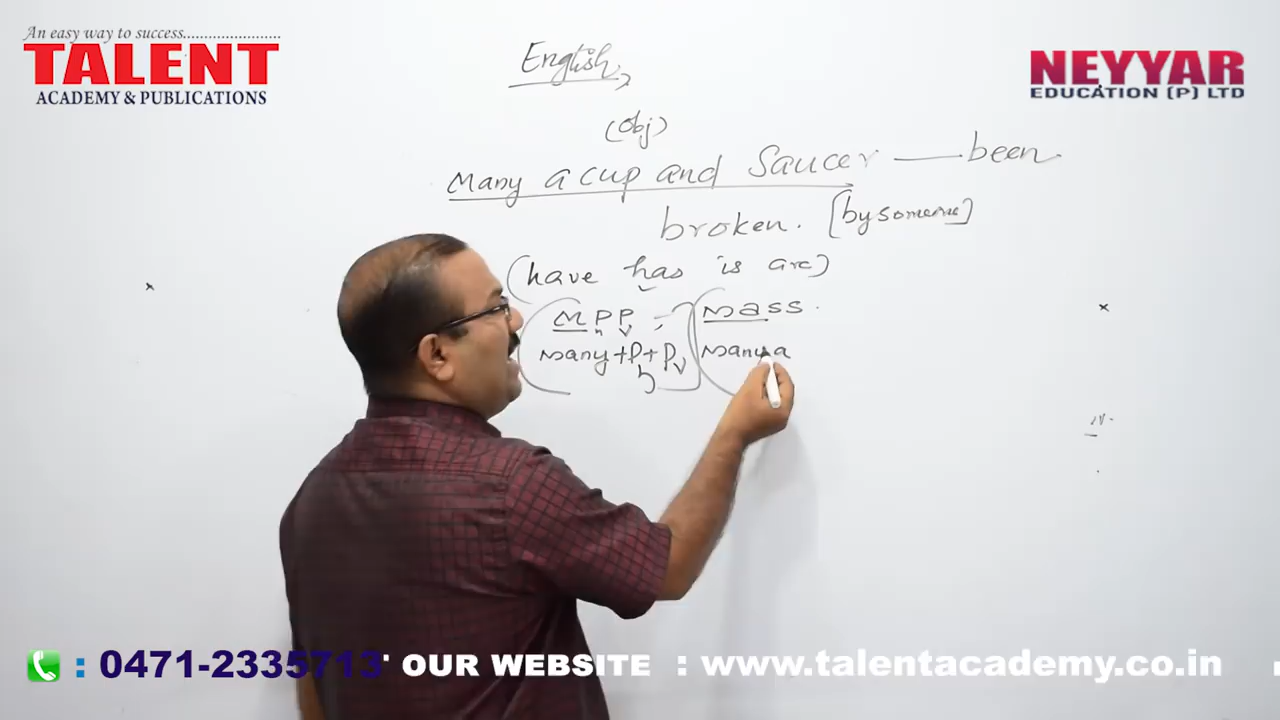 An easy way to success......................
TALENT
ACADEMY & PUBLICATIONS
NEYYAR
EDUCATION (P) LTD
English
(obj)
Many a cup and Saucer —— been
broken. [by someone]
(have has is are)
MPP
n v
many + P + P
n v
mass
Many a
: 0471-2335713
OUR WEBSITE : www.talentacademy.co.in